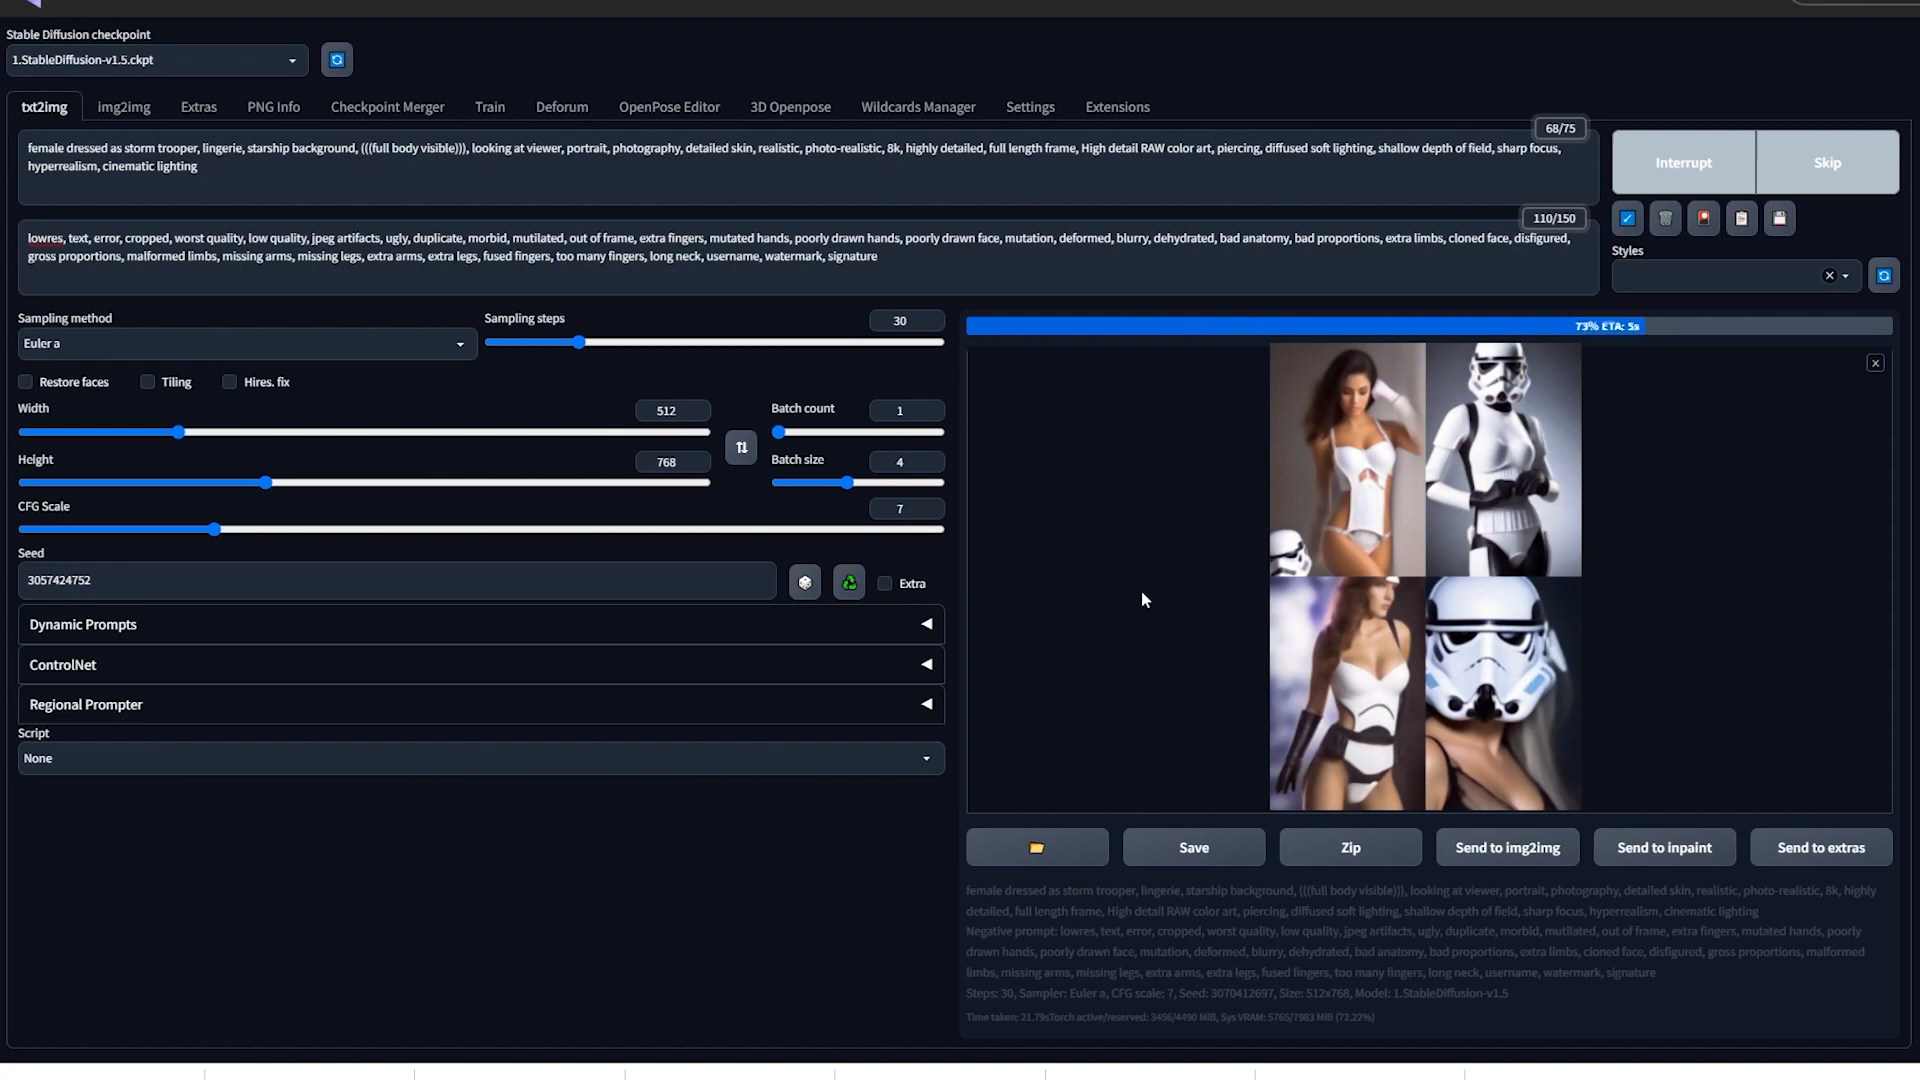 Stable Diffusion checkpoint
1.StableDiffusion-v1.5.ckpt
txt2img img2img Extras PNG Info Checkpoint Merger Train Deforum OpenPose Editor 3D Openpose Wildcards Manager Settings Extensions
68/75
female dressed as storm trooper, lingerie, starship background, (((full body visible))), looking at viewer, portrait, photography, detailed skin, realistic, photo-realistic, 8k, highly detailed, full length frame, High detail RAW color art, piercing, diffused soft lighting, shallow depth of field, sharp focus,
hyperrealism, cinematic lighting
Interrupt Skip
110/150
lowres, text, error, cropped, worst quality, low quality, jpeg artifacts, ugly, duplicate, morbid, mutilated, out of frame, extra fingers, mutated hands, poorly drawn hands, poorly drawn face, mutation, deformed, blurry, dehydrated, bad anatomy, bad proportions, extra limbs, cloned face, disfigured,
gross proportions, malformed limbs, missing arms, missing legs, extra arms, extra legs, fused fingers, too many fingers, long neck, username, watermark, signature
Styles
Sampling method
Euler a
Sampling steps
30
Restore faces Tiling Hires. fix
Width
512
Batch count
1
Height
768
Batch size
4
CFG Scale
7
Seed
3057424752
Extra
Dynamic Prompts
ControlNet
Regional Prompter
Script
None
73% ETA: 5s
Save Zip Send to img2img Send to inpaint Send to extras
female dressed as storm trooper, lingerie, starship background, (((full body visible))), looking at viewer, portrait, photography, detailed skin, realistic, photo-realistic, 8k, highly
detailed, full length frame, High detail RAW color art, piercing, diffused soft lighting, shallow depth of field, sharp focus, hyperrealism, cinematic lighting
Negative prompt: lowres, text, error, cropped, worst quality, low quality, jpeg artifacts, ugly, duplicate, morbid, mutilated, out of frame, extra fingers, mutated hands, poorly
drawn hands, poorly drawn face, mutation, deformed, blurry, dehydrated, bad anatomy, bad proportions, extra limbs, cloned face, disfigured, gross proportions, malformed
limbs, missing arms, missing legs, extra arms, extra legs, fused fingers, too many fingers, long neck, username, watermark, signature
Steps: 30, Sampler: Euler a, CFG scale: 7, Seed: 3070412697, Size: 512x768, Model: 1.StableDiffusion-v1.5
Time taken: 21.79sTorch active/reserved: 3456/4490 MiB, Sys VRAM: 5765/7983 MiB (72.22%)